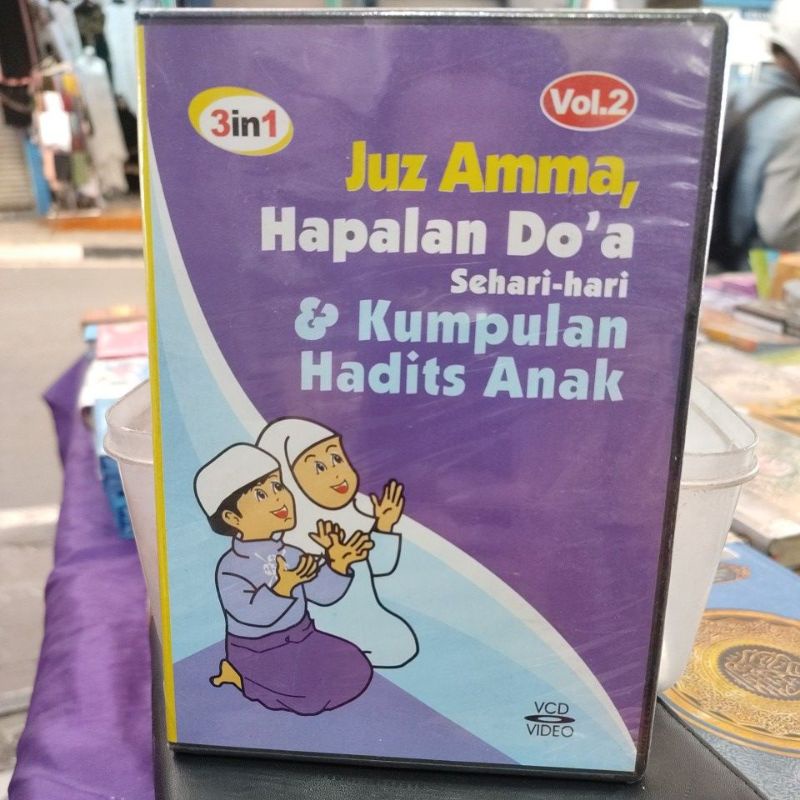 3in1
Vol.2
Juz Amma,
Hapalan Do'a
Sehari-hari
& Kumpulan
Hadits Anak
VCD
VIDEO